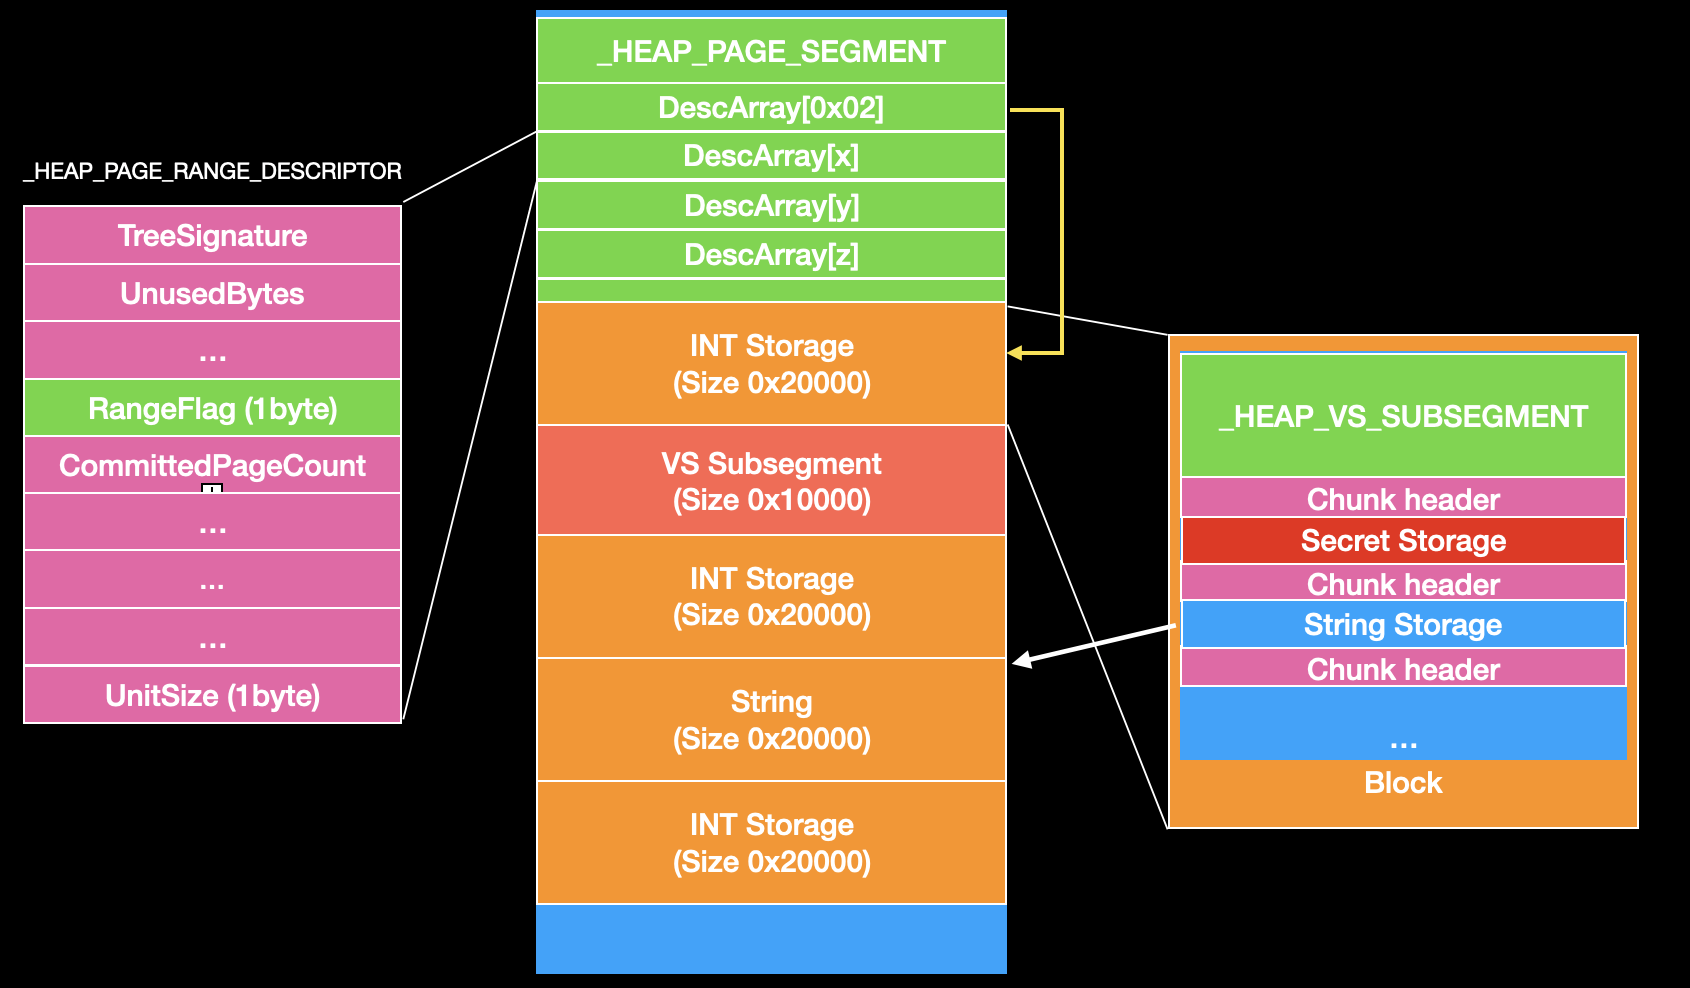 _HEAP_PAGE_RANGE_DESCRIPTOR
TreeSignature
UnusedBytes
...
RangeFlag (1byte)
CommittedPageCount
...
...
...
UnitSize (1byte)
_HEAP_PAGE_SEGMENT
DescArray[0x02]
DescArray[x]
DescArray[y]
DescArray[z]
INT Storage
(Size 0x20000)
VS Subsegment
(Size 0x10000)
INT Storage
(Size 0x20000)
String
(Size 0x20000)
INT Storage
(Size 0x20000)
_HEAP_VS_SUBSEGMENT
Chunk header
Secret Storage
Chunk header
String Storage
Chunk header
...
Block